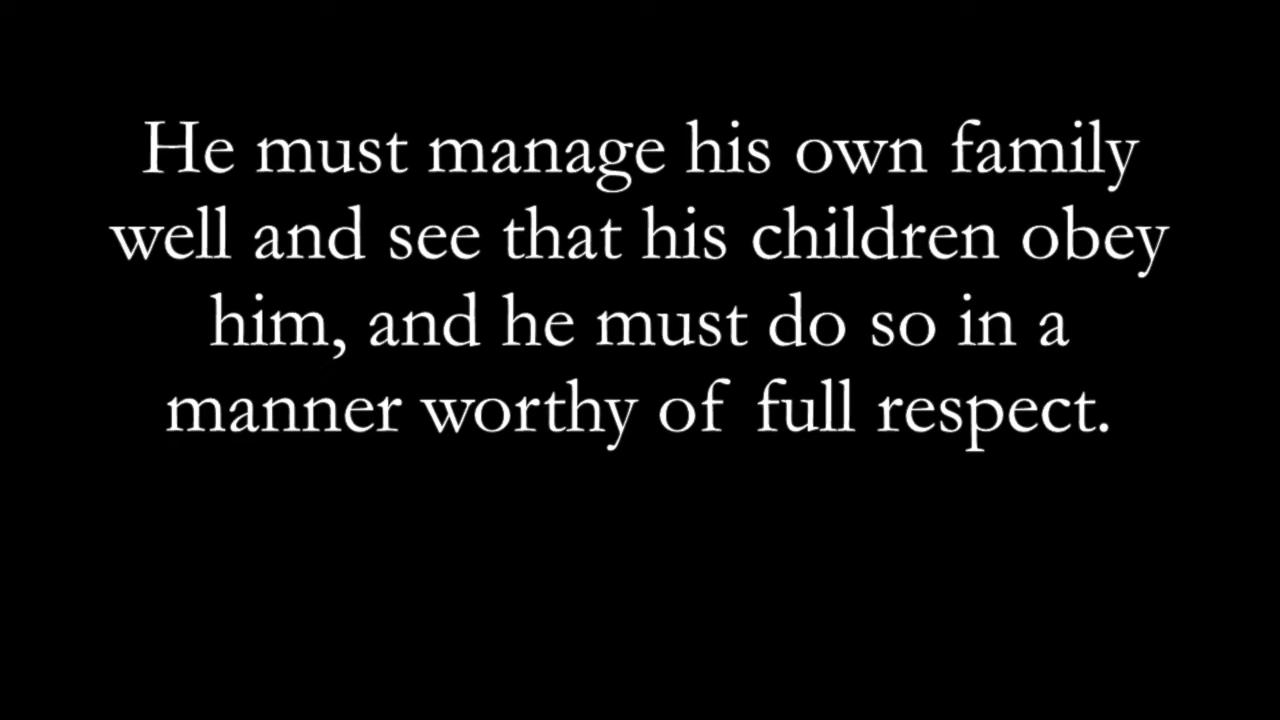 He must manage his own family
well and see that his children obey
him, and he must do so in a
manner worthy of full respect.